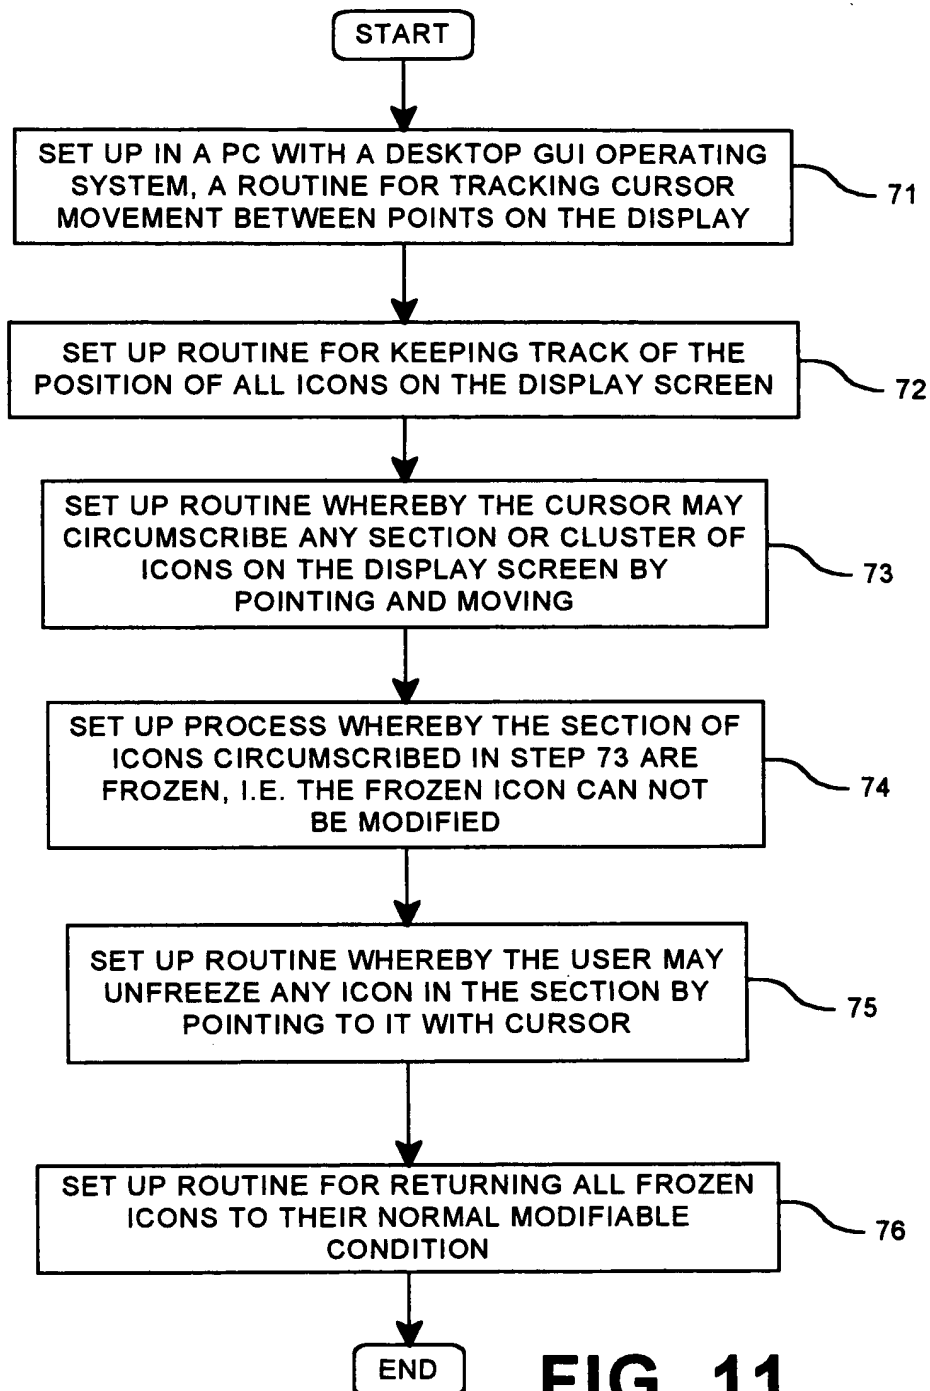 START
SET UP IN A PC WITH A DESKTOP GUI OPERATING
SYSTEM, A ROUTINE FOR TRACKING CURSOR
MOVEMENT BETWEEN POINTS ON THE DISPLAY
71
SET UP ROUTINE FOR KEEPING TRACK OF THE
POSITION OF ALL ICONS ON THE DISPLAY SCREEN
72
SET UP ROUTINE WHEREBY THE CURSOR MAY
CIRCUMSCRIBE ANY SECTION OR CLUSTER OF
ICONS ON THE DISPLAY SCREEN BY
POINTING AND MOVING
73
SET UP PROCESS WHEREBY THE SECTION OF
ICONS CIRCUMSCRIBED IN STEP 73 ARE
FROZEN, I.E. THE FROZEN ICON CAN NOT
BE MODIFIED
74
SET UP ROUTINE WHEREBY THE USER MAY
UNFREEZE ANY ICON IN THE SECTION BY
POINTING TO IT WITH CURSOR
75
SET UP ROUTINE FOR RETURNING ALL FROZEN
ICONS TO THEIR NORMAL MODIFIABLE
CONDITION
76
END
FIG. 11